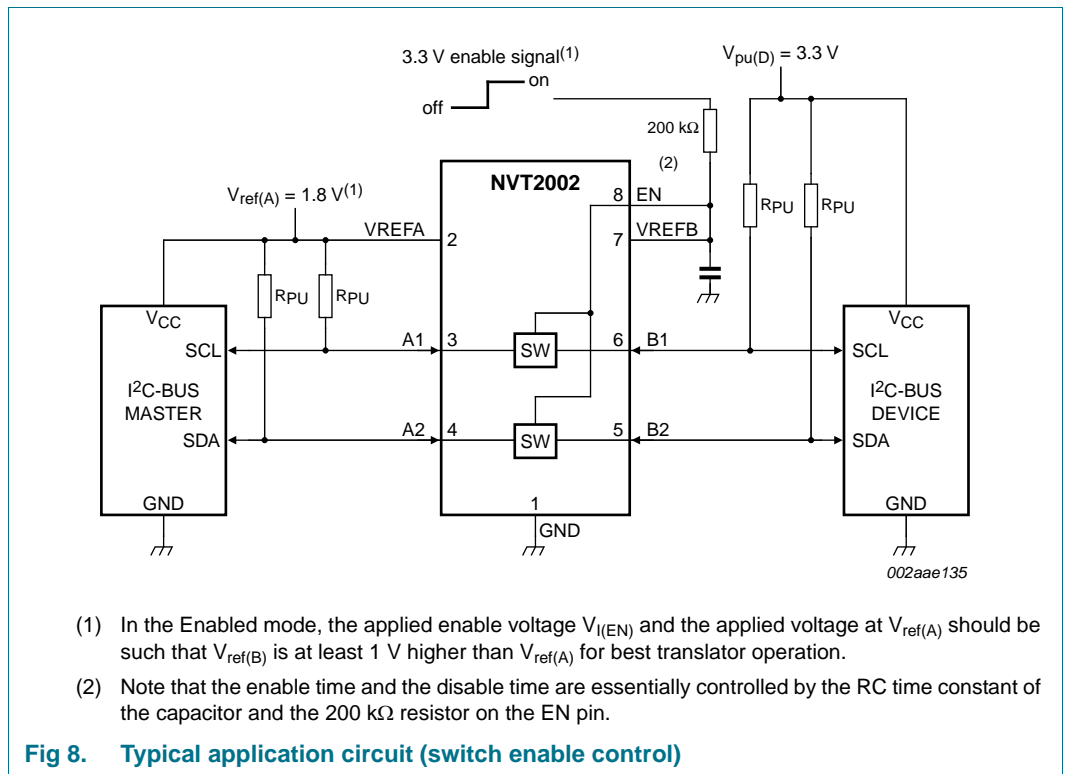 3.3 V enable signal(1)
off
on
Vpu(D) = 3.3 V
200 kΩ
(2)
NVT2002
Vref(A) = 1.8 V(1)
VREFA
2
8
EN
7
VREFB
RPU
RPU
RPU
RPU
VCC
SCL
I2C-BUS
MASTER
SDA
GND
A1
3
SW
6
B1
A2
4
SW
5
B2
1
GND
VCC
SCL
I2C-BUS
DEVICE
SDA
GND
002aae135
(1) In the Enabled mode, the applied enable voltage VI(EN) and the applied voltage at Vref(A) should be
such that Vref(B) is at least 1 V higher than Vref(A) for best translator operation.
(2) Note that the enable time and the disable time are essentially controlled by the RC time constant of
the capacitor and the 200 kΩ resistor on the EN pin.
Fig 8. Typical application circuit (switch enable control)